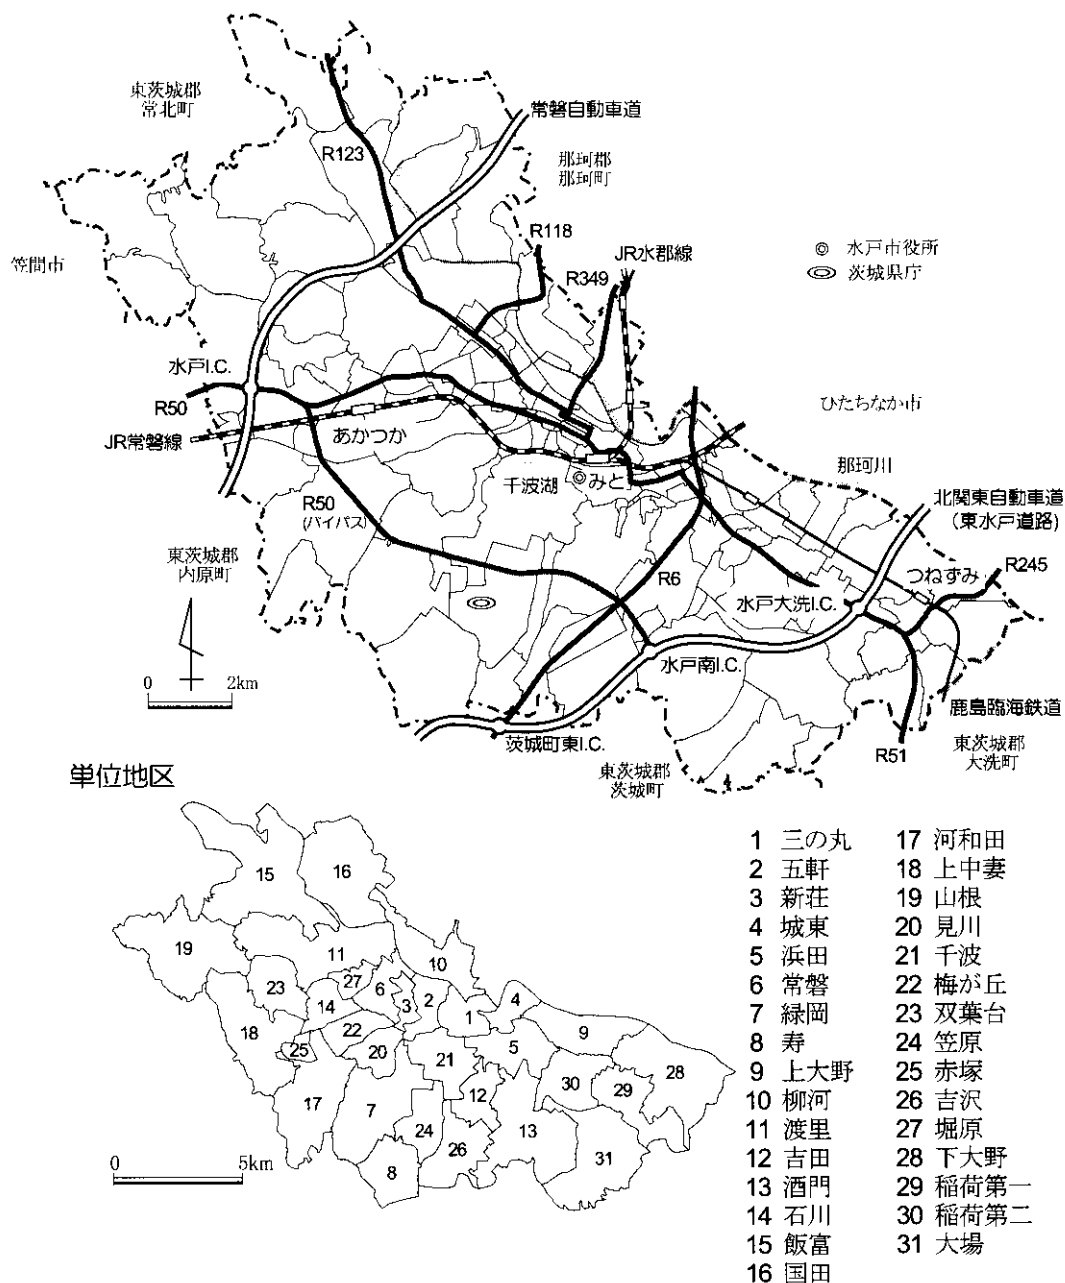 東茨城郡
常北町
常磐自動車道
R123
那珂郡
那珂町
R118
笠間市
JR水郡線
◎ 水戸市役所
R349
茨城県庁
水戸I.C.
R50
ひたちなか市
あかつか
JR常磐線
那珂川
千波湖
みと
R50
(バイパス)
北関東自動車道
(東水戸道路)
東茨城郡
内原町
R6
つねずみ
R245
水戸大洗I.C.
水戸南I.C.
0 2km
鹿島臨海鉄道
茨城町東I.C.
R51
東茨城郡
大洗町
東茨城郡
茨城町
単位地区
15
16
19
11
10
23
27
6
3
2
4
14
1
18
22
9
25
20
21
5
28
30
29
17
7
12
24
13
26
31
8
0 5km
1 三の丸
2 五軒
3 新荘
4 城東
5 浜田
6 常磐
7 緑岡
8 寿
9 上大野
10 柳河
11 渡里
12 吉田
13 酒門
14 石川
15 飯富
16 国田
17 河和田
18 上中妻
19 山根
20 見川
21 千波
22 梅が丘
23 双葉台
24 笠原
25 赤塚
26 吉沢
27 堀原
28 下大野
29 稲荷第一
30 稲荷第二
31 大場